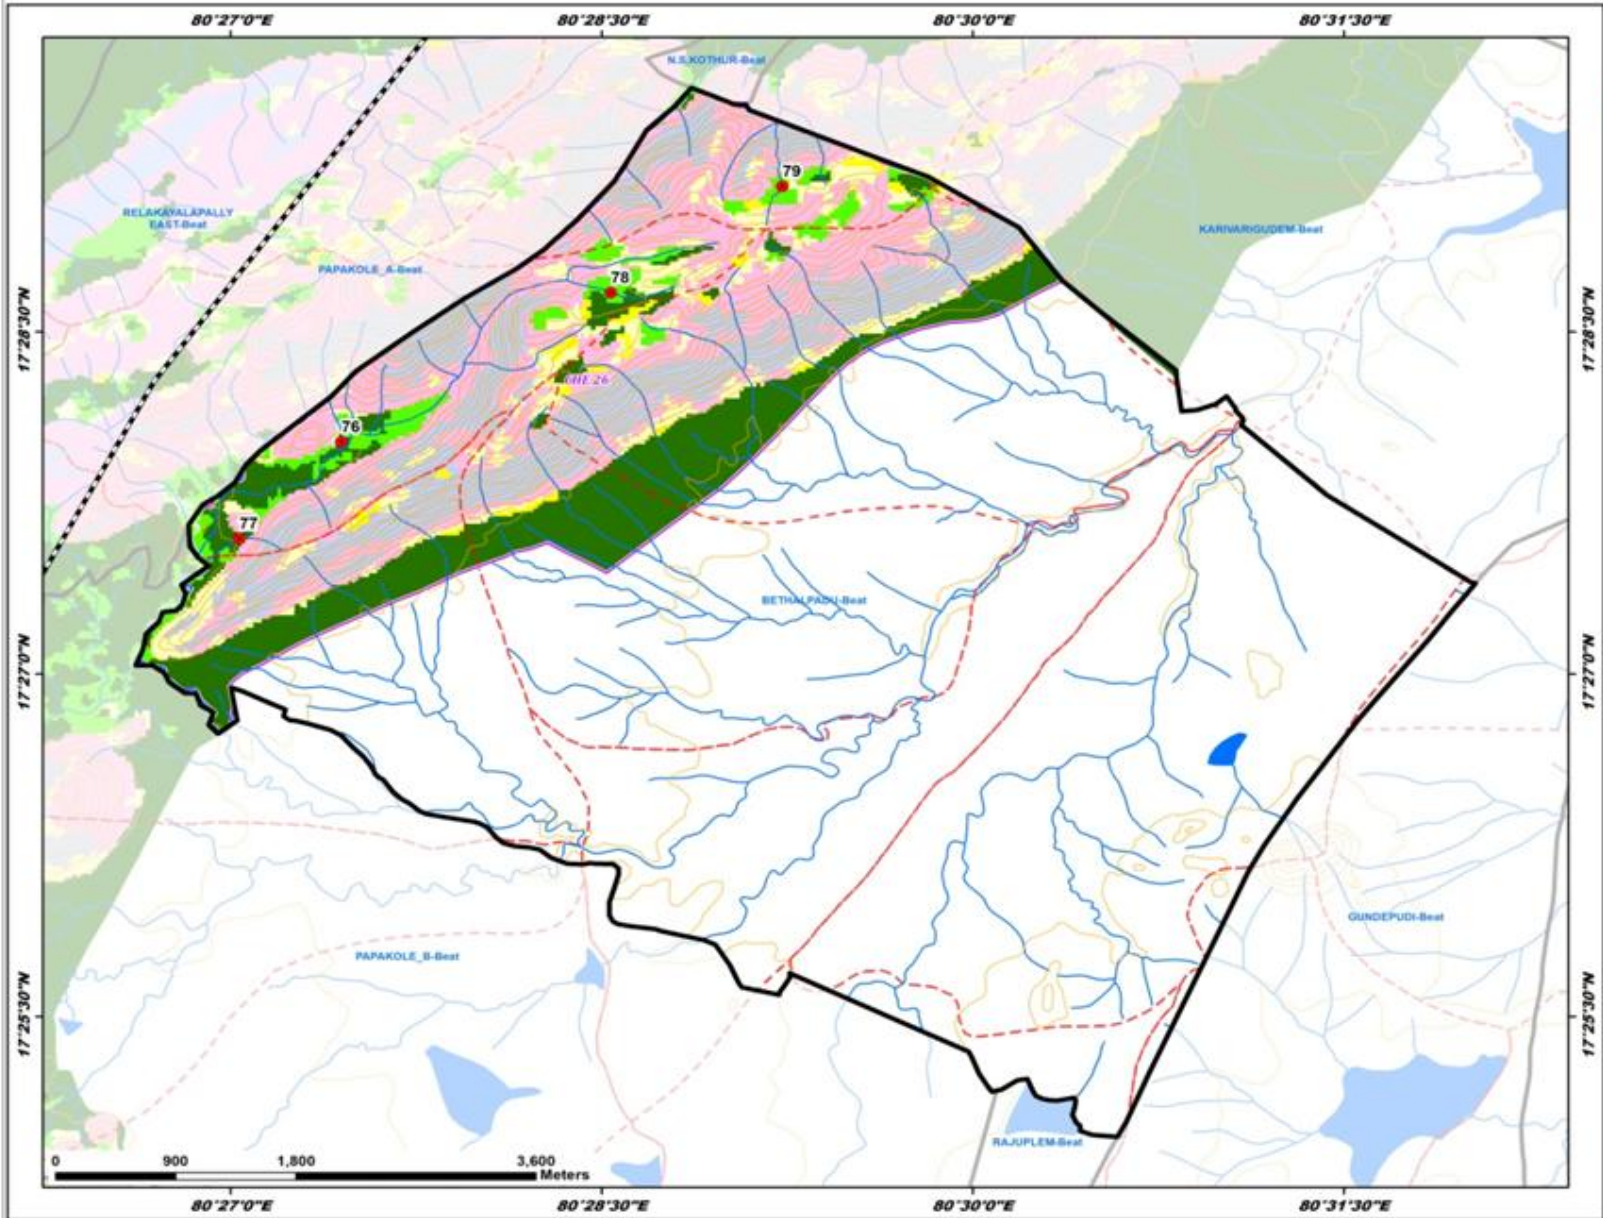 80°27'0"E 80°28'30"E 80°30'0"E 80°31'30"E
N.S.KOTHUR-Beat
79
RELAKAYALAPALLY
EAST-Beat
KARIVARIGUDEM-Beat
PAPAKOLE_A-Beat
78
17°28'30"N 17°28'30"N
CHE 26
76
77
BETHALPADU-Beat
17°27'0"N 17°27'0"N
GUNDEPUDI-Beat
PAPAKOLE_B-Beat
17°25'30"N 17°25'30"N
RAJUPLEM-Beat
0 900 1,800 3,600
Meters
80°27'0"E 80°28'30"E 80°30'0"E 80°31'30"E